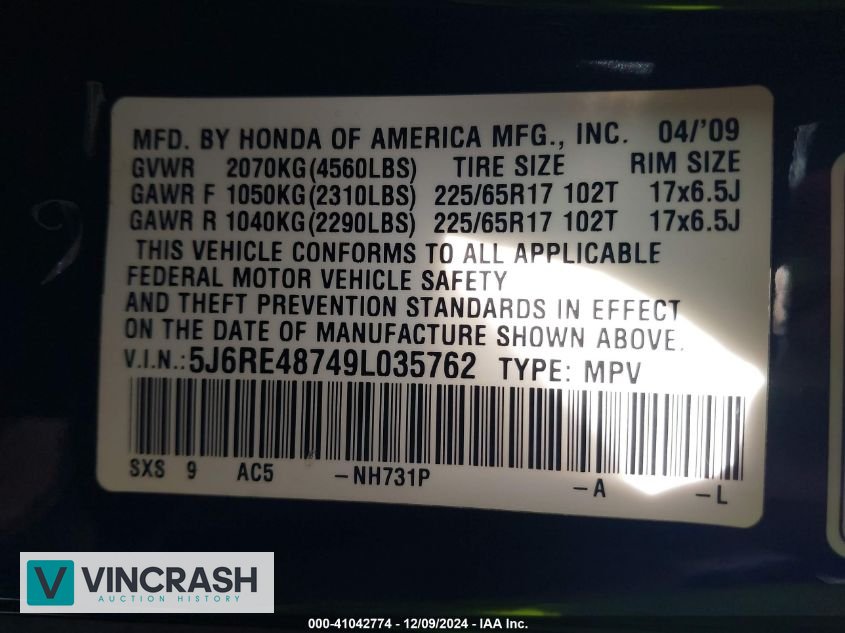 MFD. BY HONDA OF AMERICA MFG., INC. 04/'09
GVWR 2070KG(4560LBS) TIRE SIZE RIM SIZE
GAWR F 1050KG(2310LBS) 225/65R17 102T 17x6.5J
GAWR R 1040KG(2290LBS) 225/65R17 102T 17x6.5J
THIS VEHICLE CONFORMS TO ALL APPLICABLE
FEDERAL MOTOR VEHICLE SAFETY
AND THEFT PREVENTION STANDARDS IN EFFECT
ON THE DATE OF MANUFACTURE SHOWN ABOVE.
V.I.N.:5J6RE48749L035762 TYPE: MPV
SXS 9 AC5 -NH731P -A -L
V VINCRASH
AUCTION HISTORY
000-41042774 - 12/09/2024 - IAA Inc.